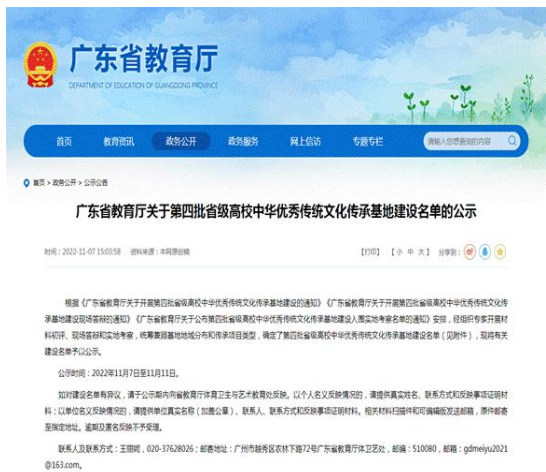 广东省教育厅
DEPARTMENT OF EDUCATION OF GUANGDONG PROVINCE
首页 教育资讯 政务公开 政务服务 网上信访 专题专栏 请输入您想查询的内容
首页 > 政务公开 > 公示公告
广东省教育厅关于第四批省级高校中华优秀传统文化传承基地建设名单的公示
时间：2022-11-07 15:03:58 资料来源：本网原创稿 【打印】 【小 中 大】 分享到：
根据《广东省教育厅关于开展第四批省级高校中华优秀传统文化传承基地建设的通知》《广东省教育厅关于开展第四批省级高校中华优秀传统文化传
承基地建设现场答辩的通知》《广东省教育厅关于公布第四批省级高校中华优秀传统文化传承基地建设入围实地考察名单的通知》安排，经组织专家开展材
料初评、现场答辩和实地考察，统筹兼顾基地地域分布和传承项目类型，确定了第四批省级高校中华优秀传统文化传承基地建设名单（见附件），现将有关
建设名单予以公示。
公示时间：2022年11月7日至11月11日。
如对建设名单有异议，请于公示期内向省教育厅体育卫生与艺术教育处反映。以个人名义反映情况的，请提供真实姓名、联系方式和反映事项证明材
料；以单位名义反映情况的，请提供单位真实名称（加盖公章）、联系人、联系方式和反映事项证明材料。相关材料扫描件和可编辑版发送邮箱，原件邮寄
至指定地址。逾期及匿名反映不予受理。
联系人及联系方式：王丽妮，020-37628026；邮寄地址：广州市越秀区农林下路72号广东省教育厅体卫艺处，邮编：510080，邮箱：gdmeiyu2021
@163.com。